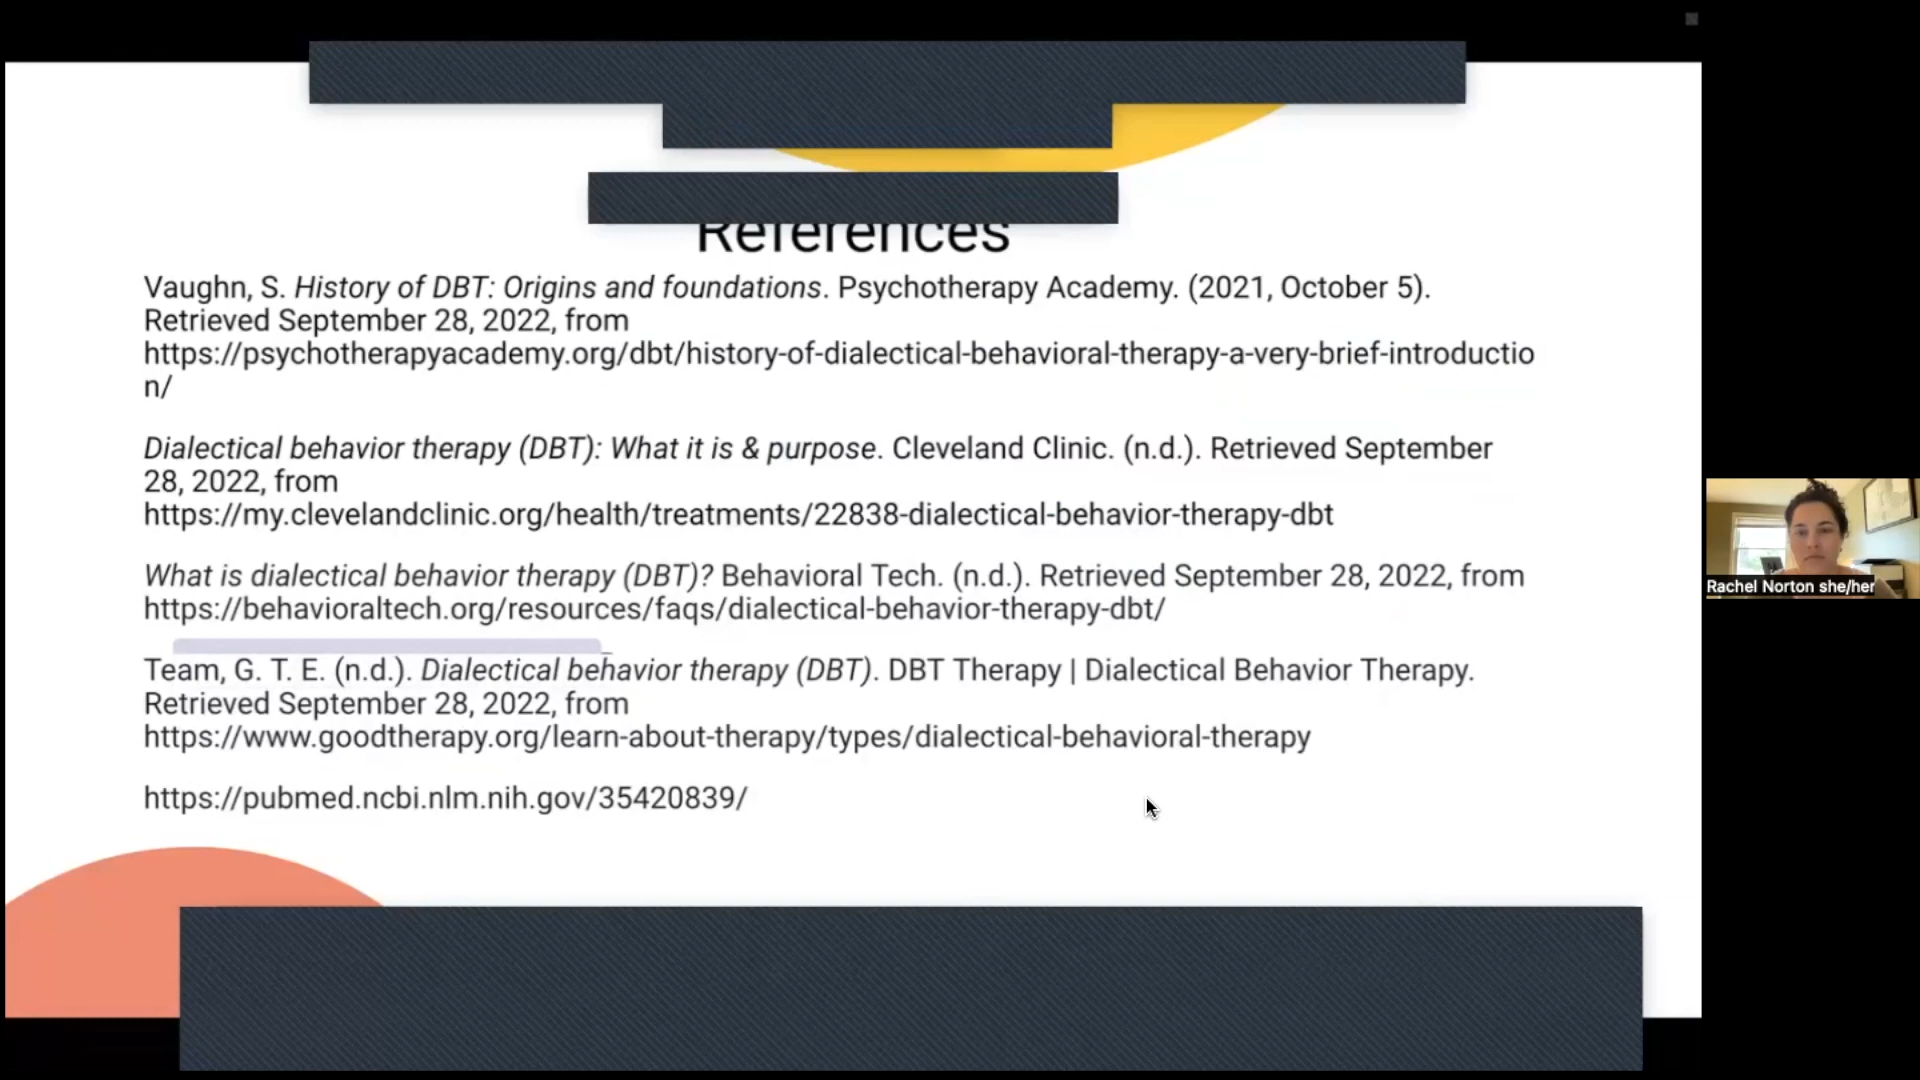 References
Vaughn, S. History of DBT: Origins and foundations. Psychotherapy Academy. (2021, October 5).
Retrieved September 28, 2022, from
https://psychotherapyacademy.org/dbt/history-of-dialectical-behavioral-therapy-a-very-brief-introductio
n/
Dialectical behavior therapy (DBT): What it is & purpose. Cleveland Clinic. (n.d.). Retrieved September
28, 2022, from
https://my.clevelandclinic.org/health/treatments/22838-dialectical-behavior-therapy-dbt
What is dialectical behavior therapy (DBT)? Behavioral Tech. (n.d.). Retrieved September 28, 2022, from
https://behavioraltech.org/resources/faqs/dialectical-behavior-therapy-dbt/
Team, G. T. E. (n.d.). Dialectical behavior therapy (DBT). DBT Therapy | Dialectical Behavior Therapy.
Retrieved September 28, 2022, from
https://www.goodtherapy.org/learn-about-therapy/types/dialectical-behavioral-therapy
https://pubmed.ncbi.nlm.nih.gov/35420839/
Rachel Norton she/her